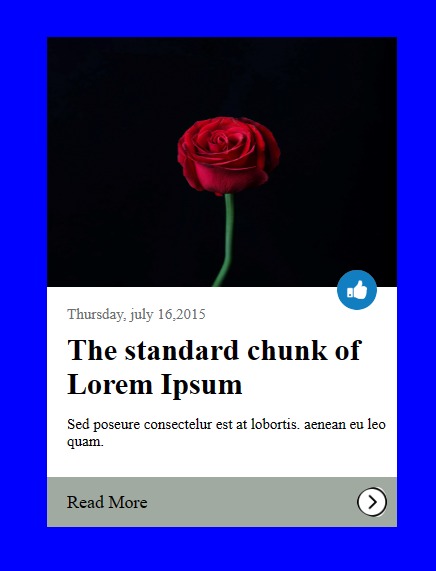 Thursday, july 16,2015
The standard chunk of
Lorem Ipsum
Sed poseure consectelur est at lobortis. aenean eu leo
quam.
Read More